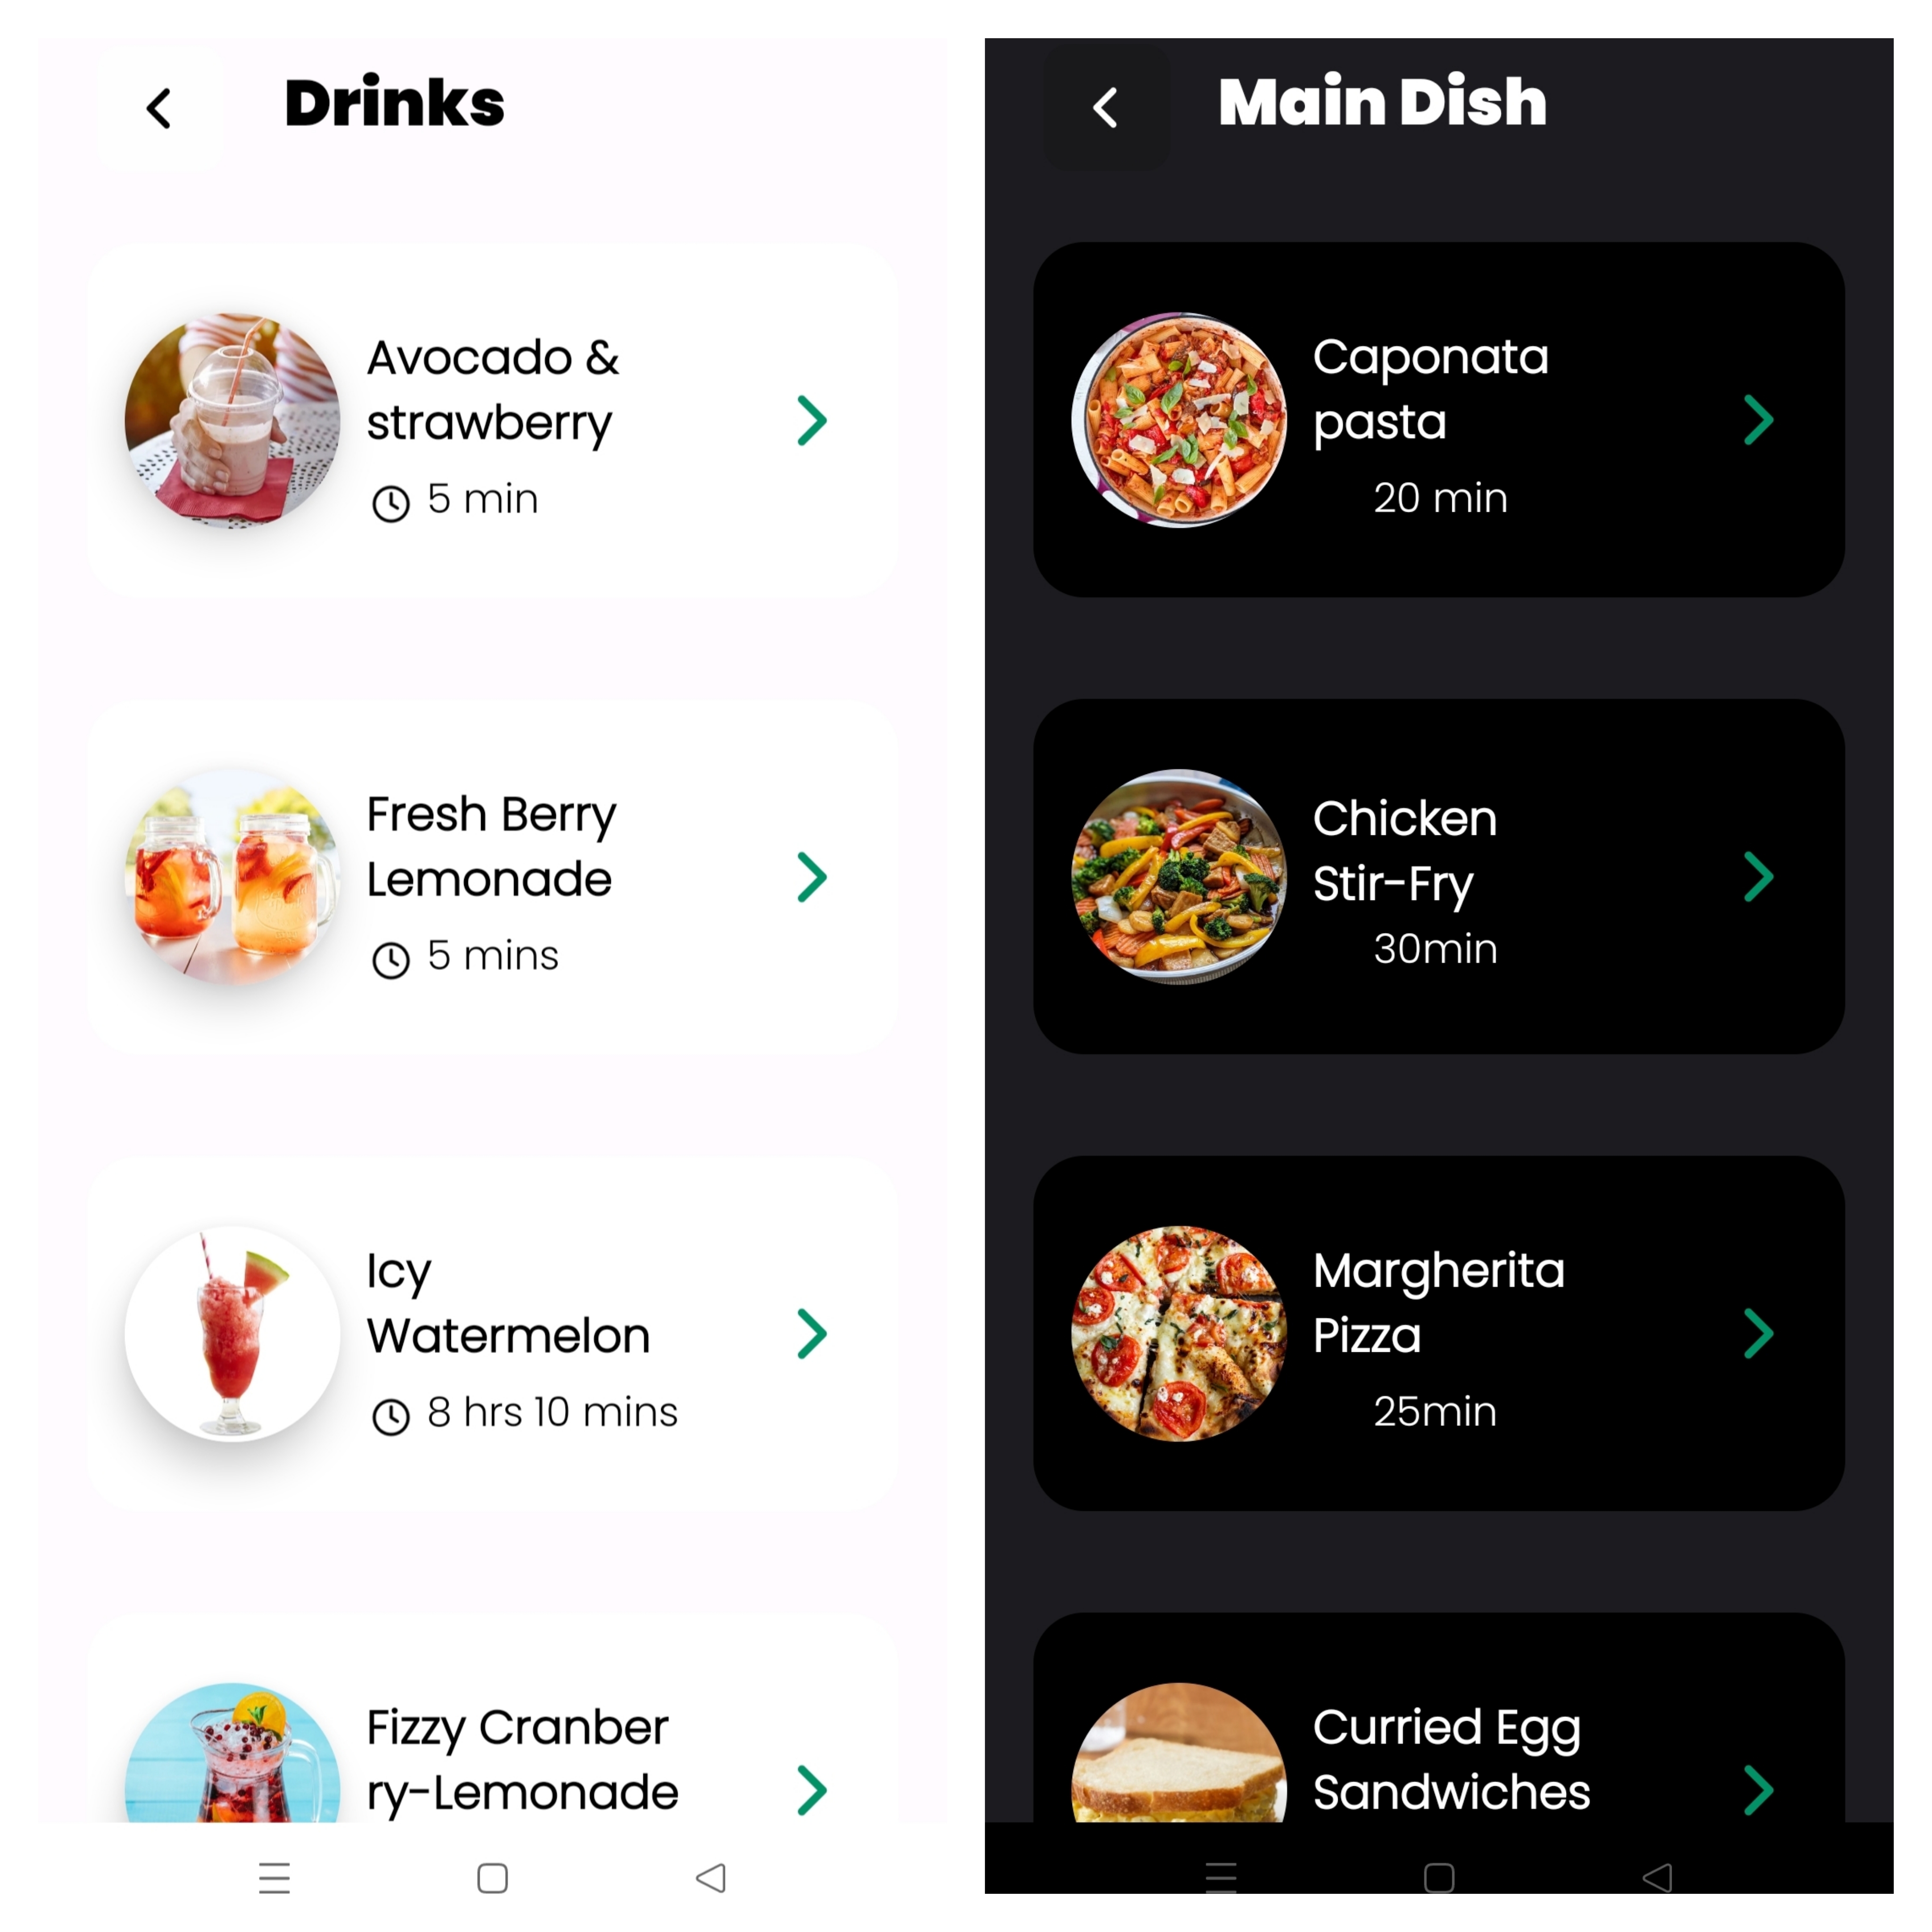 Drinks
Avocado &
strawberry
5 min
Fresh Berry
Lemonade
5 mins
Icy
Watermelon
8 hrs 10 mins
Fizzy Cranber
ry-Lemonade
Main Dish
Caponata
pasta
20 min
Chicken
Stir-Fry
30min
Margherita
Pizza
25min
Curried Egg
Sandwiches